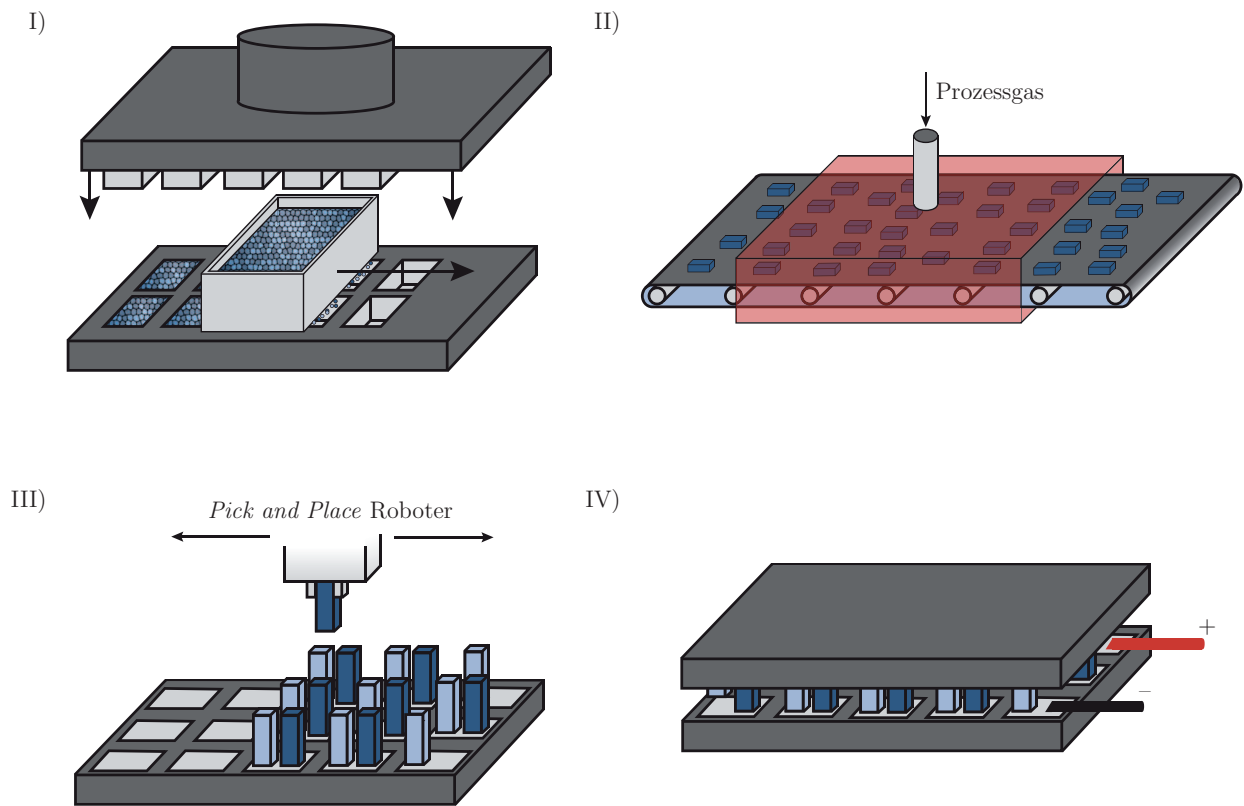 I)
II)
Prozessgas
III)
Pick and Place Roboter
IV)
+
−